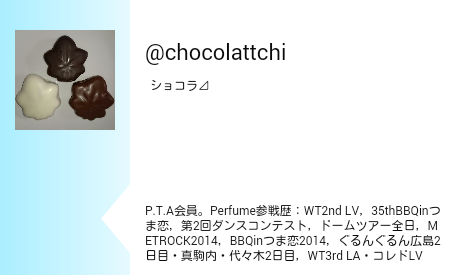 @chocolattchi
ショコラ⊿
P.T.A会員。Perfume参戦歴：WT2nd LV，35thBBQinつ
ま恋，第2回ダンスコンテスト，ドームツアー全日，M
ETROCK2014，BBQinつま恋2014，ぐるんぐるん広島2
日目・真駒内・代々木2日目，WT3rd LA・コレドLV